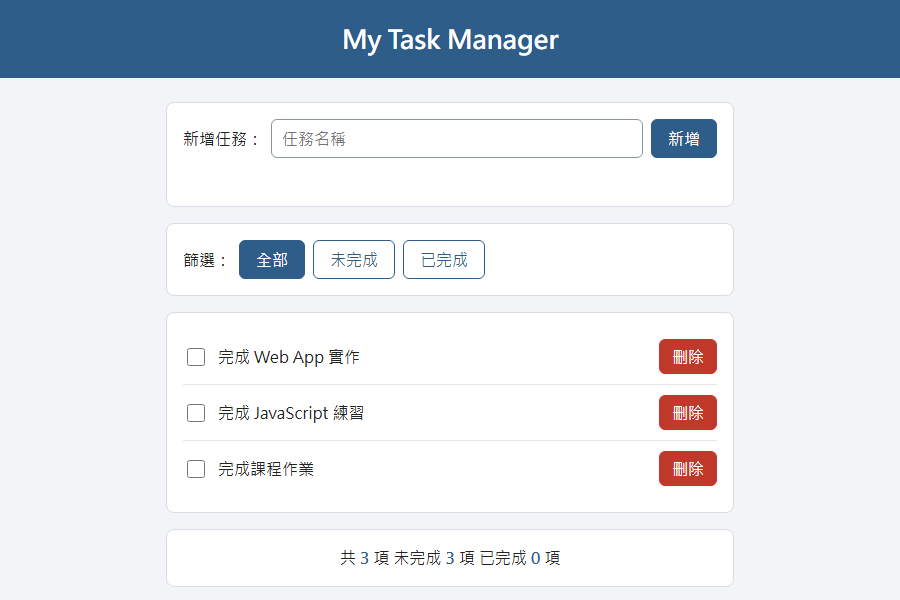 My Task Manager
新增任務： 任務名稱 新增
篩選： 全部 未完成 已完成
完成 Web App 實作 刪除
完成 JavaScript 練習 刪除
完成課程作業 刪除
共 3 項 未完成 3 項 已完成 0 項